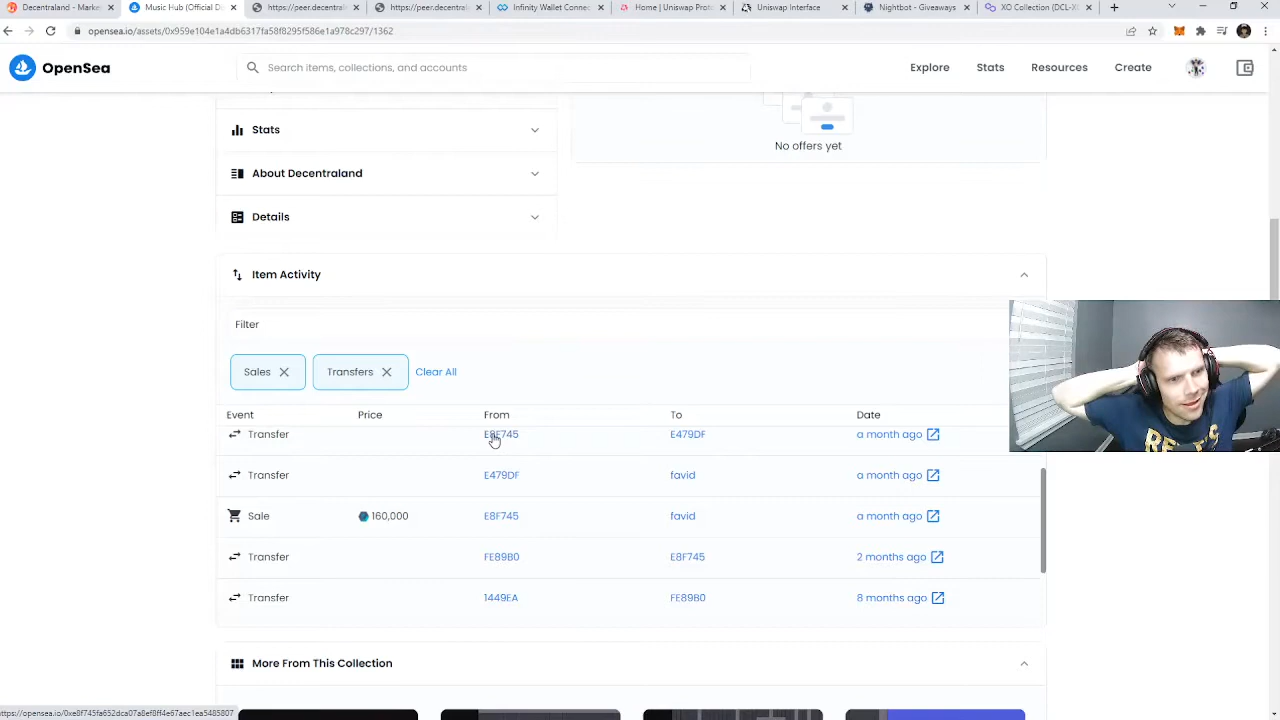 Decentraland - Marke
Music Hub (Official D
https://peer.decentral
https://peer.decentral
Infinity Wallet Connec
Home | Uniswap Proto
Uniswap Interface
Nightbot - Giveaways
XO Collection (DCL-X
opensea.io/assets/0x959e104e1a4db6317fa58f8295f586e1a978c297/1362
OpenSea
Search items, collections, and accounts
Explore
Stats
Resources
Create
Stats
About Decentraland
Details
No offers yet
Item Activity
Filter
Sales
Transfers
Clear All
Event Price From To Date
Transfer E8F745 E479DF a month ago
Transfer E479DF favid a month ago
Sale 160,000 E8F745 favid a month ago
Transfer FE89B0 E8F745 2 months ago
Transfer 1449EA FE89B0 8 months ago
More From This Collection
https://opensea.io/0xe8f745fa652dca07a8ef8ff4e67aec1ea5485807